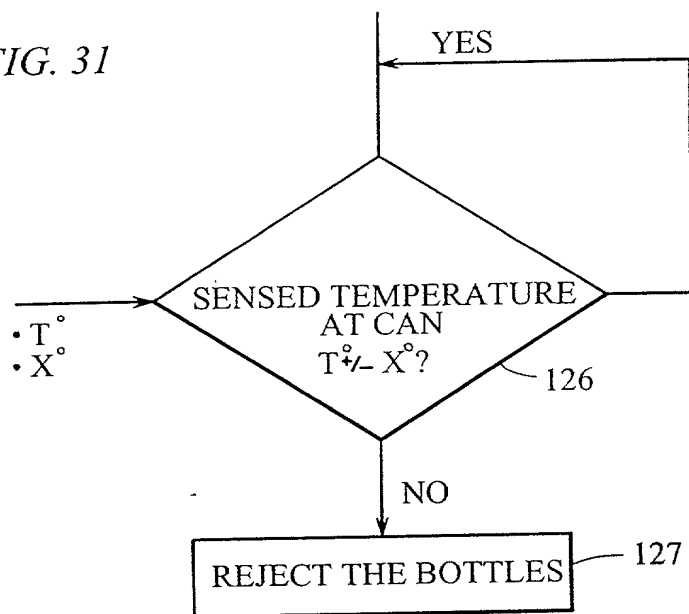 FIG. 31
YES
SENSED TEMPERATURE
AT CAN
T°+/- X°?
• T°
• X°
126
NO
REJECT THE BOTTLES
127